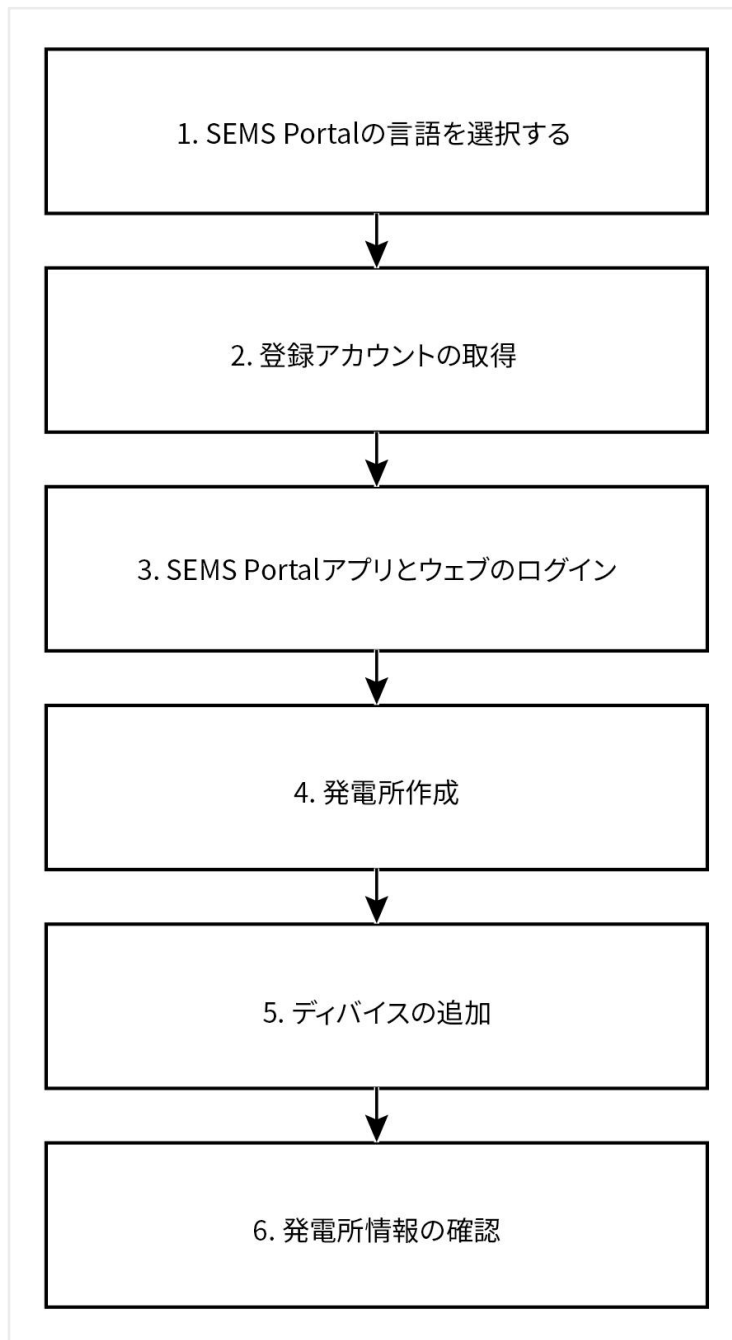 1. SEMS Portalの言語を選択する
2. 登録アカウントの取得
3. SEMS Portalアプリとウェブのログイン
4. 発電所作成
5. ディバイスの追加
6. 発電所情報の確認